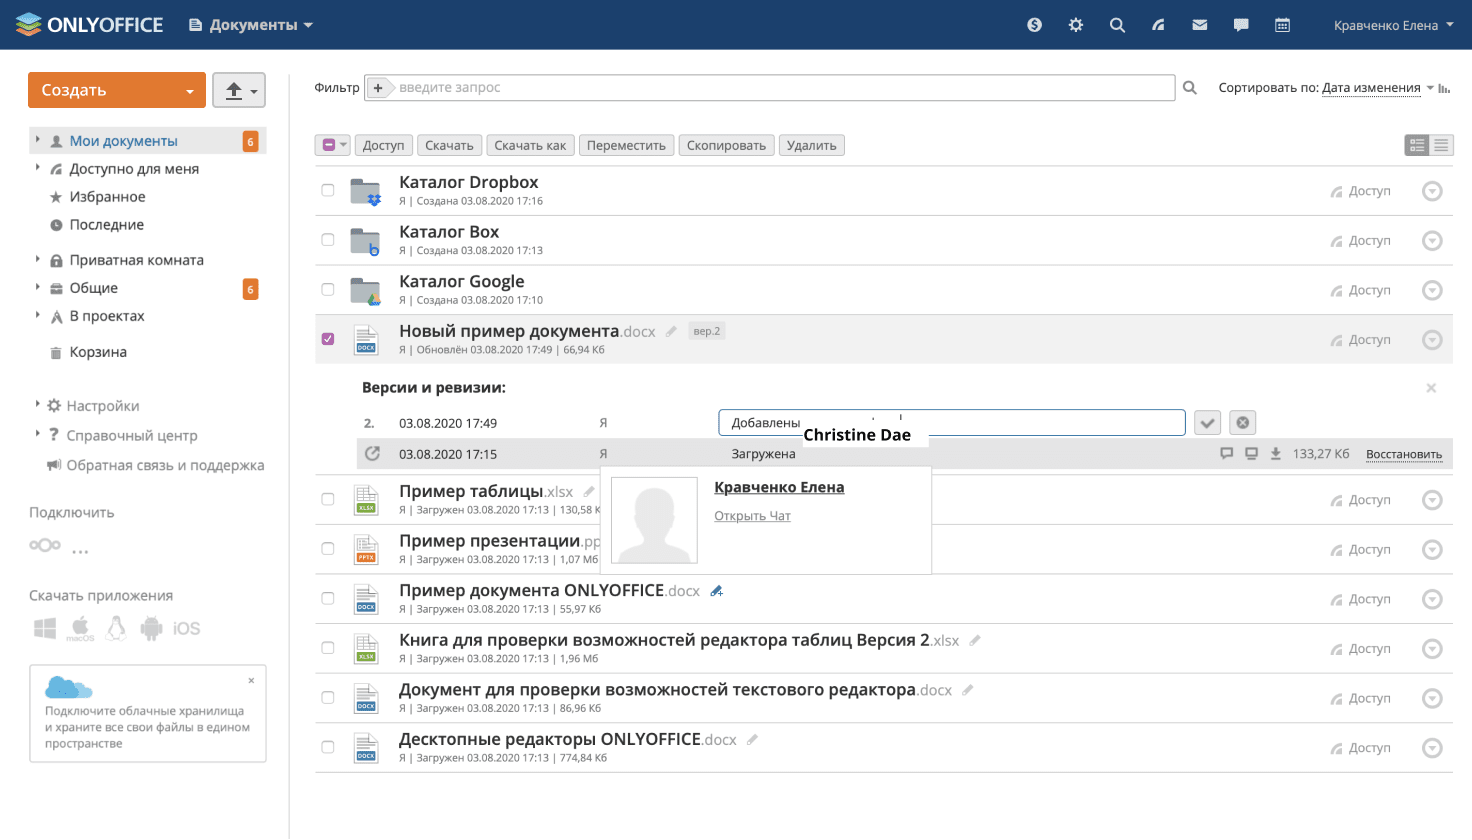 ONLYOFFICE
Документы
Кравченко Елена
Создать
Мои документы 6
Доступно для меня
Избранное
Последние
Приватная комната
Общие 6
В проектах
Корзина
Настройки
? Справочный центр
Обратная связь и поддержка
Подключить
...
Скачать приложения
macOS
iOS
Подключите облачные хранилища
и храните все свои файлы в едином
пространстве
Фильтр + введите запрос
Сортировать по: Дата изменения
Доступ Скачать Скачать как Переместить Скопировать Удалить
Каталог Dropbox
Я | Создана 03.08.2020 17:16
Доступ
Каталог Box
Я | Создана 03.08.2020 17:13
Доступ
Каталог Google
Я | Создана 03.08.2020 17:10
Доступ
DOCX
Новый пример документа.docx вер.2
Я | Обновлён 03.08.2020 17:49 | 66,94 Кб
Доступ
Версии и ревизии:
2. 03.08.2020 17:49 Я Добавлены
Christine Dae
03.08.2020 17:15 Я Загружена 133,27 Кб Восстановить
Кравченко Елена
Открыть Чат
XLSX
Пример таблицы.xlsx
Я | Загружен 03.08.2020 17:13 | 130,58
Доступ
PPTX
Пример презентации.pp
Я | Загружен 03.08.2020 17:13 | 1,07 Мб
Доступ
DOCX
Пример документа ONLYOFFICE.docx
Я | Загружен 03.08.2020 17:13 | 55,97 Кб
Доступ
XLSX
Книга для проверки возможностей редактора таблиц Версия 2.xlsx
Я | Загружен 03.08.2020 17:13 | 1,96 Мб
Доступ
DOCX
Документ для проверки возможностей текстового редактора.docx
Я | Загружен 03.08.2020 17:13 | 86,96 Кб
Доступ
DOCX
Десктопные редакторы ONLYOFFICE.docx
Я | Загружен 03.08.2020 17:13 | 774,84 Кб
Доступ